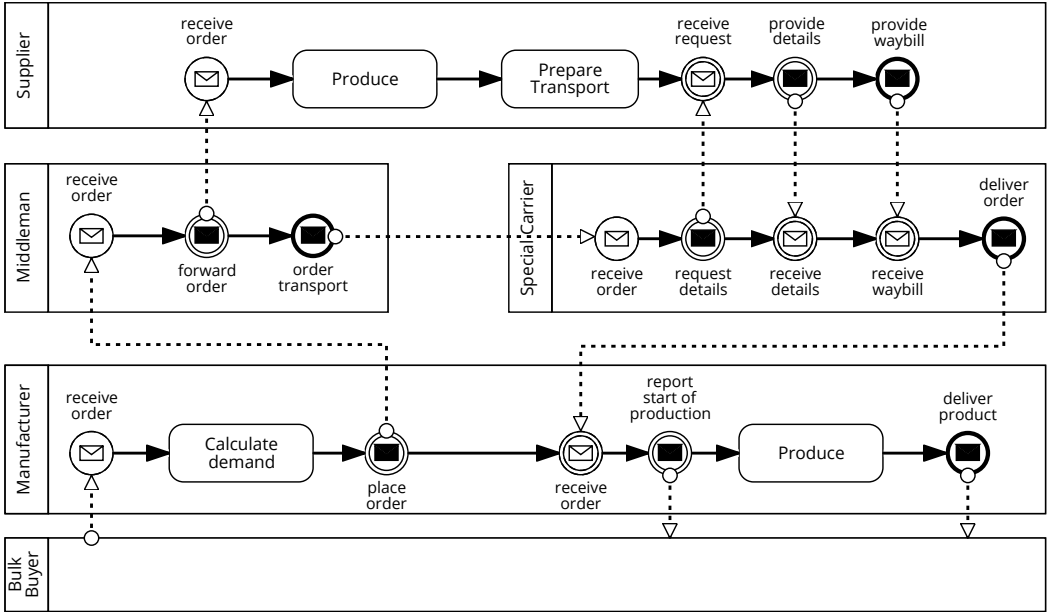 Supplier
receive
order
Produce
Prepare
Transport
receive
request
provide
details
provide
waybill
Middleman
receive
order
forward
order
order
transport
Special Carrier
receive
order
request
details
receive
details
receive
waybill
deliver
order
Manufacturer
receive
order
Calculate
demand
place
order
receive
order
report
start of
production
Produce
deliver
product
Bulk
Buyer